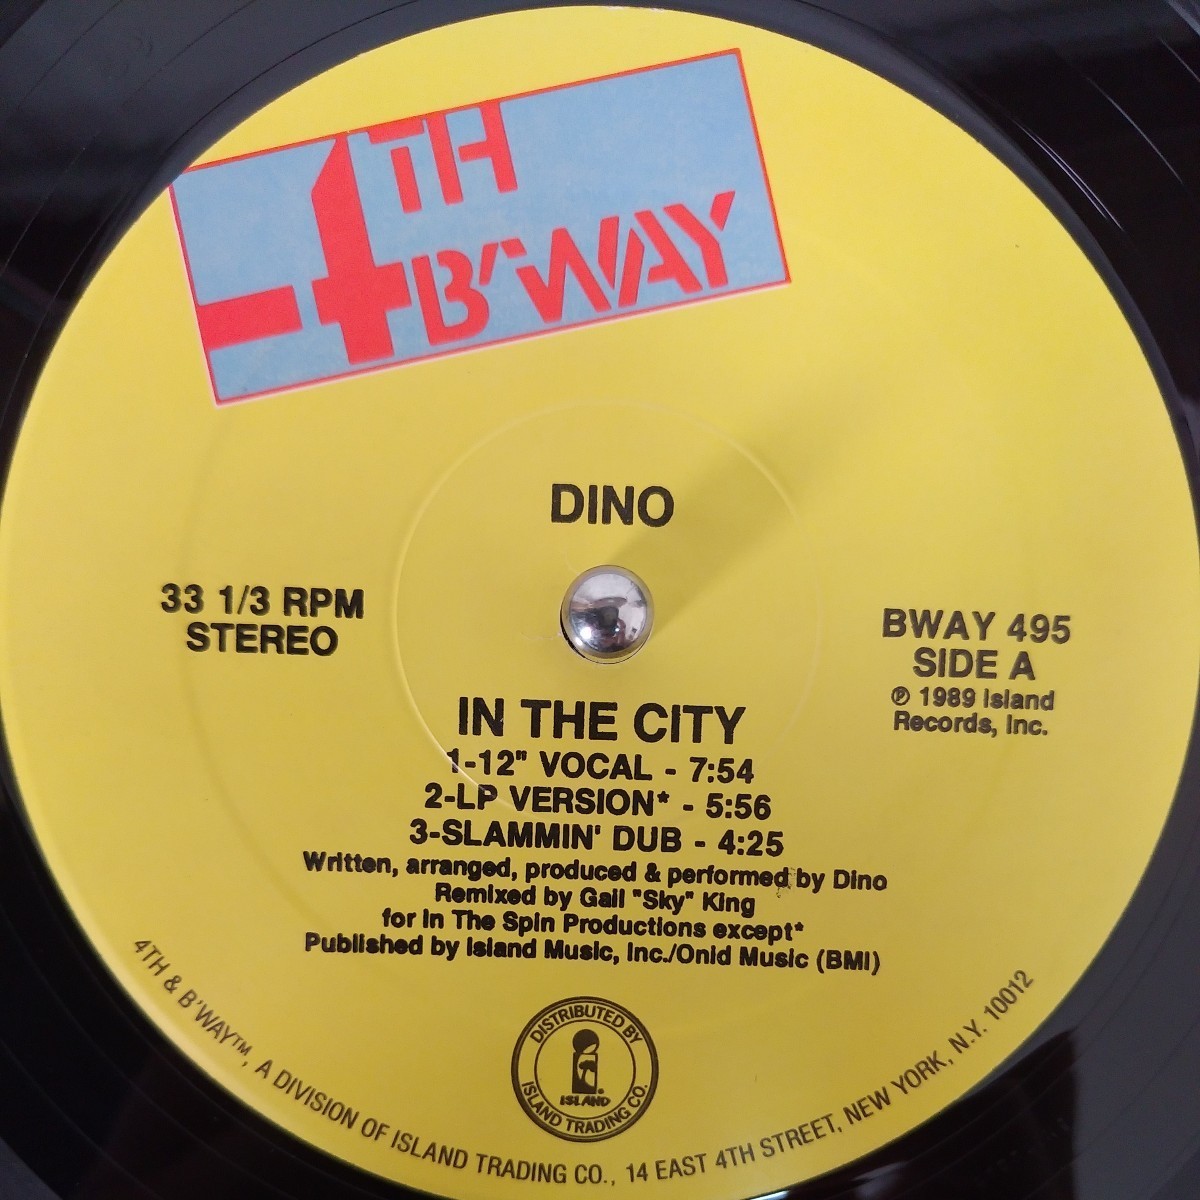 4TH
B'WAY
DINO
33 1/3 RPM
STEREO
BWAY 495
SIDE A
℗ 1989 Island
Records, Inc.
IN THE CITY
1-12" VOCAL - 7:54
2-LP VERSION* - 5:56
3-SLAMMIN' DUB - 4:25
Written, arranged, produced & performed by Dino
Remixed by Gail "Sky" King
for In The Spin Productions except*
Published by Island Music, Inc./Onid Music (BMI)
DISTRIBUTED BY
ISLAND®
ISLAND TRADING CO.
4TH & B'WAY™, A DIVISION OF ISLAND TRADING CO., 14 EAST 4TH STREET, NEW YORK, N.Y. 10012